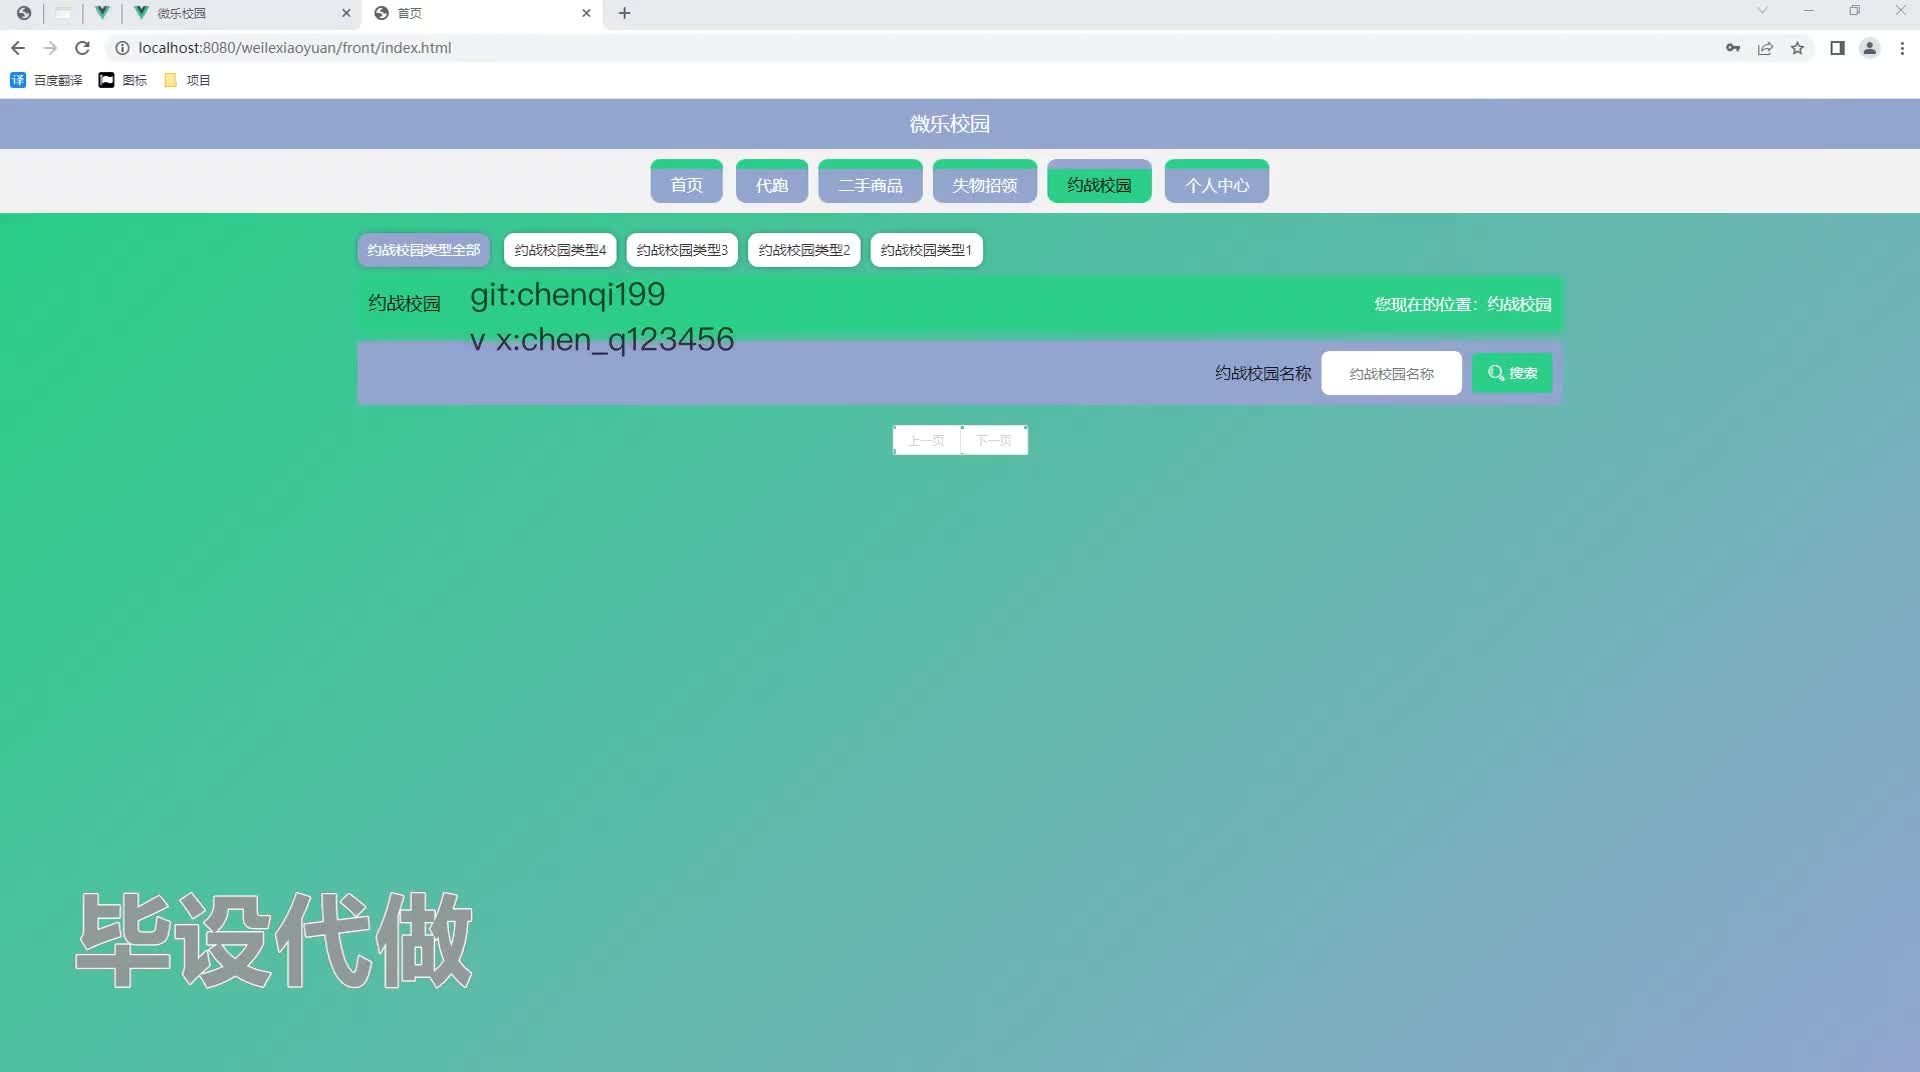 微乐校园
首页
localhost:8080/weilexiaoyuan/front/index.html
百度翻译
图标
项目
微乐校园
首页
代跑
二手商品
失物招领
约战校园
个人中心
约战校园类型全部
约战校园类型4
约战校园类型3
约战校园类型2
约战校园类型1
约战校园
git:chenqi199
您现在的位置：约战校园
v x:chen_q123456
约战校园名称
约战校园名称
搜索
上一页
下一页
毕设代做